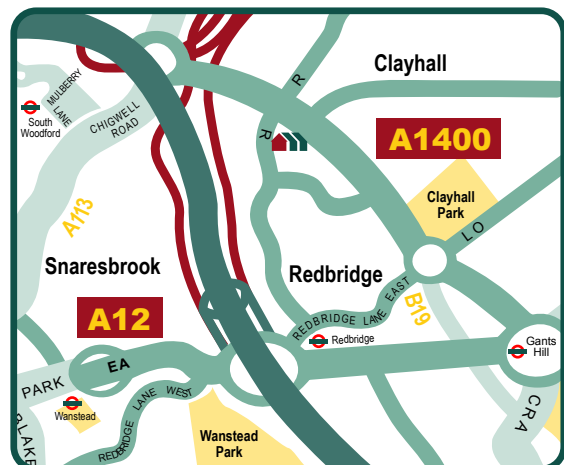 Clayhall
MULBERRY
LANE
South
Woodford
CHIGWELL
ROAD
R
R
A1400
Clayhall
Park
A113
LO
Snaresbrook
Redbridge
REDBRIDGE LANE EAST
B19
A12
Redbridge
Gants
Hill
EA
PARK
REDBRIDGE LANE WEST
Wanstead
BLAKE
CRA
Wanstead
Park